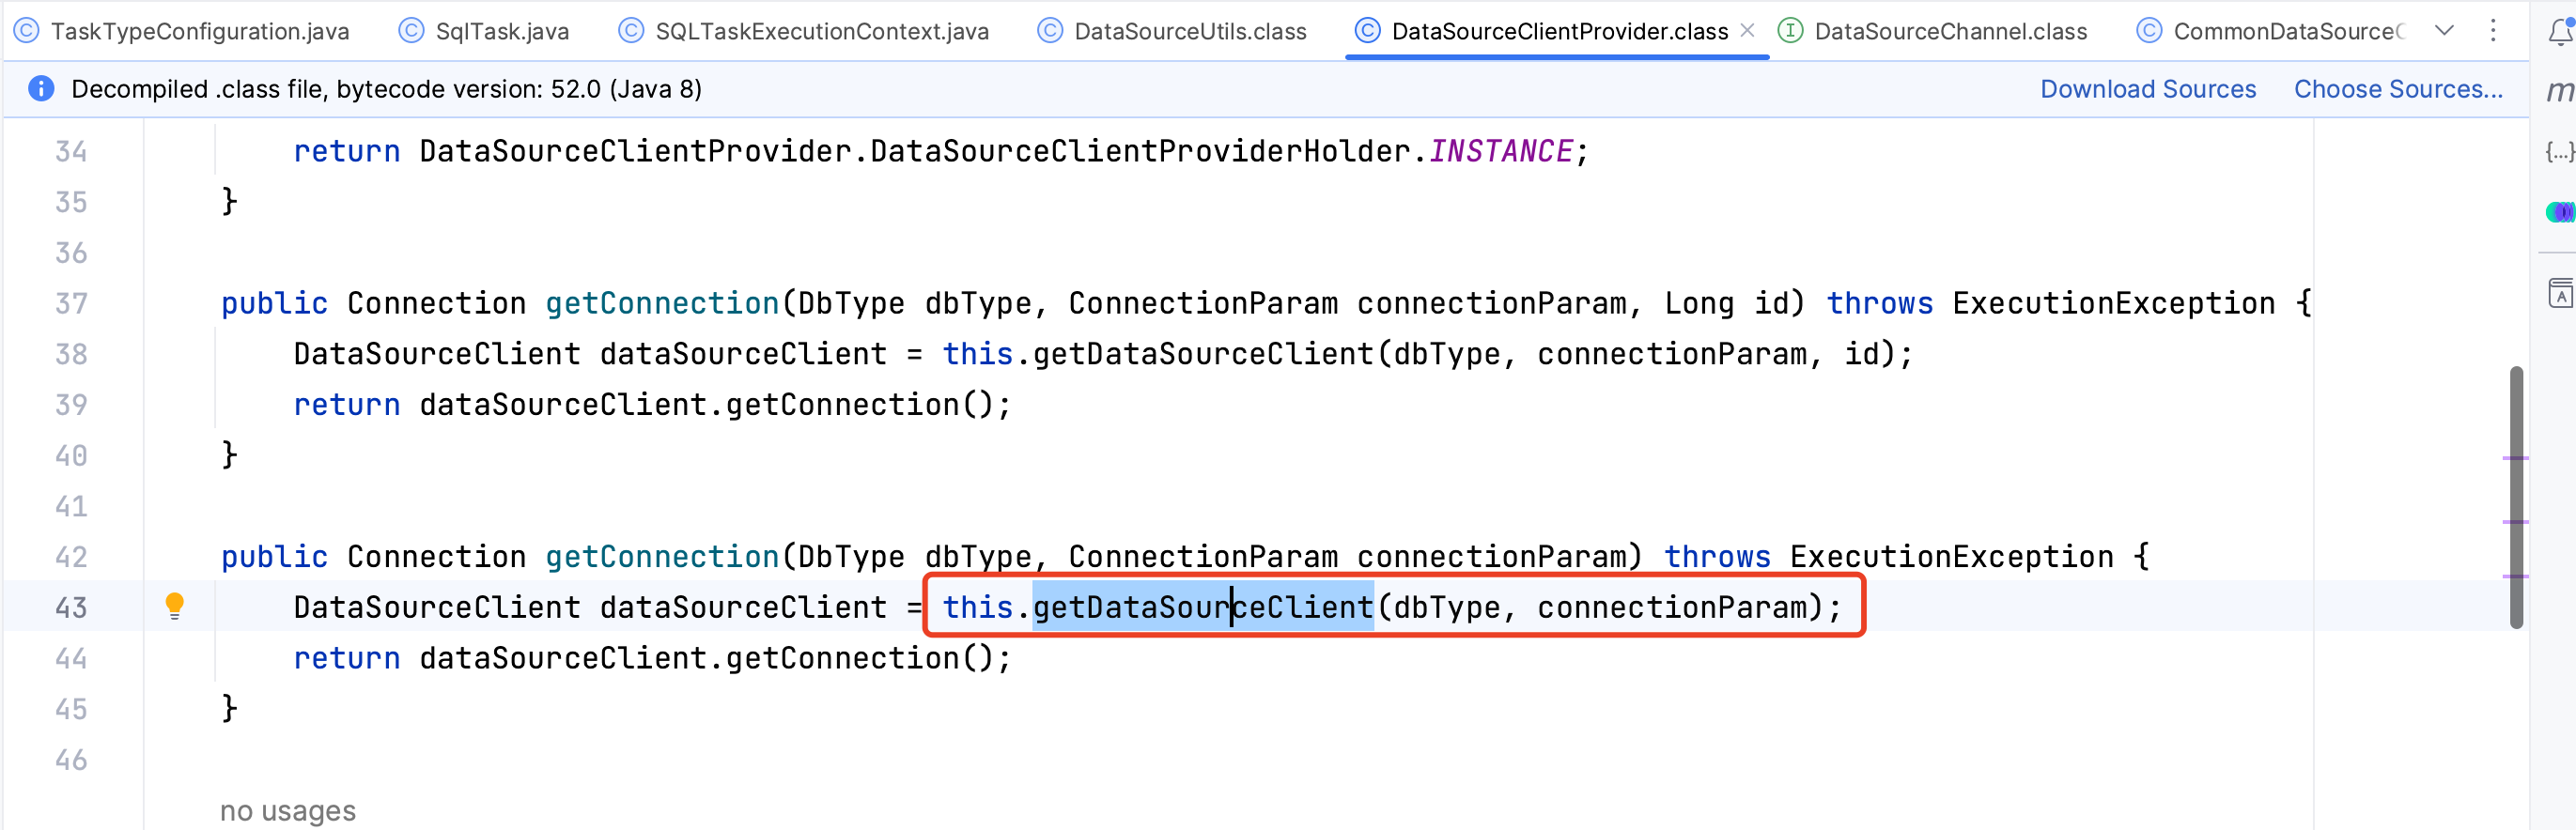 TaskTypeConfiguration.java SqlTask.java SQLTaskExecutionContext.java DataSourceUtils.class DataSourceClientProvider.class DataSourceChannel.class CommonDataSource
Decompiled .class file, bytecode version: 52.0 (Java 8) Download Sources Choose Sources...
34 return DataSourceClientProvider.DataSourceClientProviderHolder.INSTANCE;
35 }
36
37 public Connection getConnection(DbType dbType, ConnectionParam connectionParam, Long id) throws ExecutionException {
38 DataSourceClient dataSourceClient = this.getDataSourceClient(dbType, connectionParam, id);
39 return dataSourceClient.getConnection();
40 }
41
42 public Connection getConnection(DbType dbType, ConnectionParam connectionParam) throws ExecutionException {
43 DataSourceClient dataSourceClient = this.getDataSourceClient(dbType, connectionParam);
44 return dataSourceClient.getConnection();
45 }
46
no usages